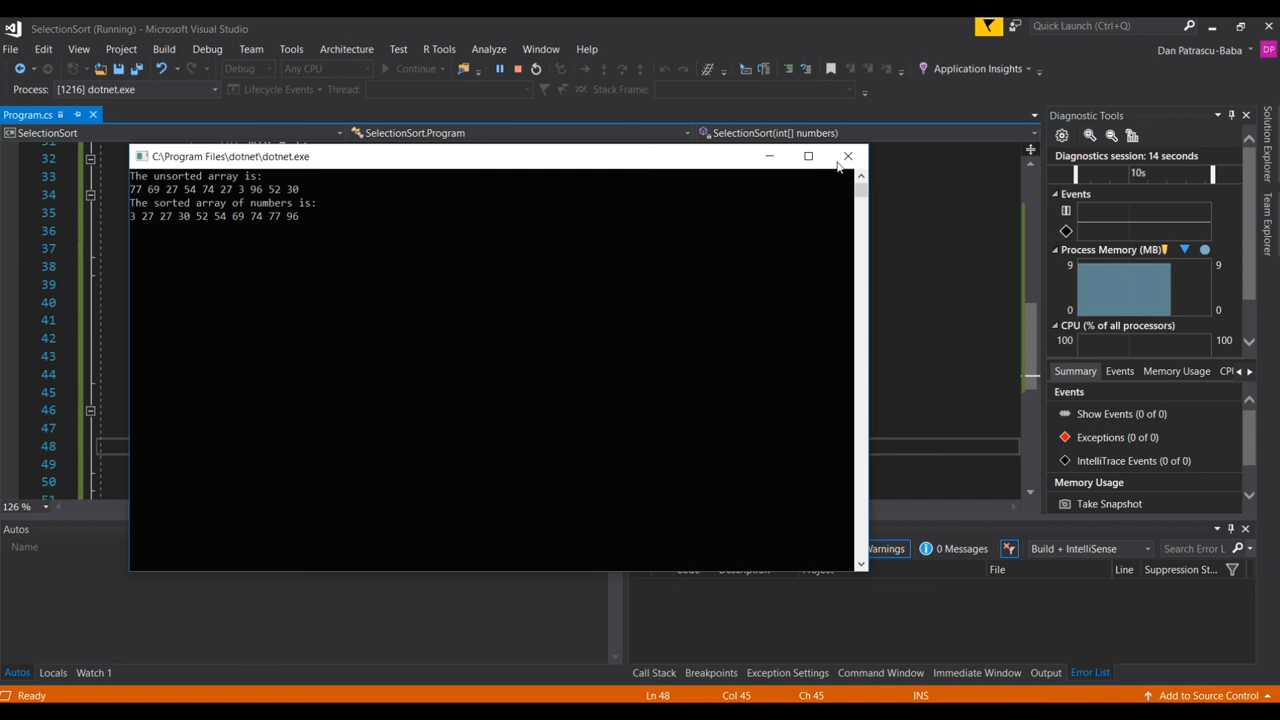 SelectionSort (Running) - Microsoft Visual Studio
Quick Launch (Ctrl+Q)
File Edit View Project Build Debug Team Tools Architecture Test R Tools Analyze Window Help
Dan Patrascu-Baba DP
Debug Any CPU Continue Application Insights
Process: [1216] dotnet.exe Lifecycle Events Thread: Stack Frame:
Program.cs
SelectionSort SelectionSort.Program SelectionSort(int[] numbers)
Diagnostic Tools
Diagnostics session: 14 seconds
10s
Events
Process Memory (MB)
9 9
0 0
CPU (% of all processors)
100 100
Summary Events Memory Usage
Events
Show Events (0 of 0)
Exceptions (0 of 0)
IntelliTrace Events (0 of 0)
Memory Usage
Take Snapshot
Solution Explorer
Team Explorer
32
33
34
35
36
37
38
39
40
41
42
43
44
45
46
47
48
49
50
C:\Program Files\dotnet\dotnet.exe
The unsorted array is:
77 69 27 54 74 27 3 96 52 30
The sorted array of numbers is:
3 27 27 30 52 54 69 74 77 96
126 %
Autos
Name
Warnings 0 Messages Build + IntelliSense Search Error L
File Line Suppression St...
Autos Locals Watch 1
Call Stack Breakpoints Exception Settings Command Window Immediate Window Output Error List
Ready Ln 48 Col 45 Ch 45 INS Add to Source Control